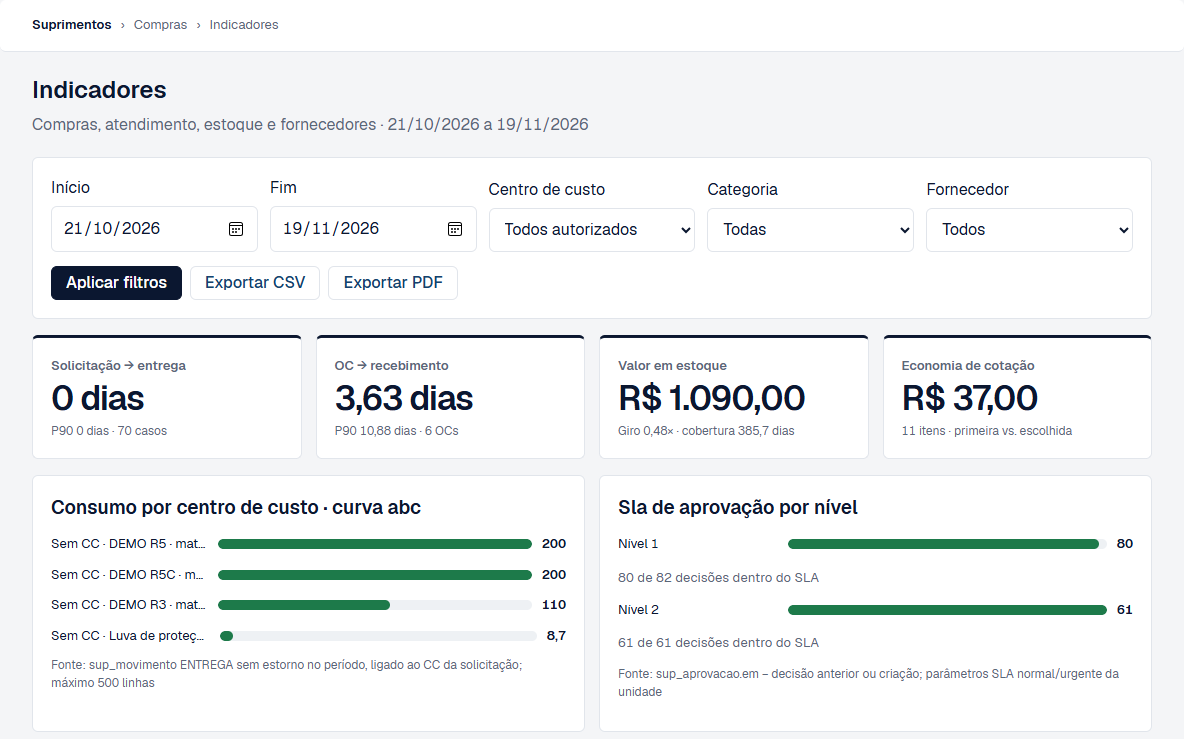 Suprimentos › Compras › Indicadores
Indicadores
Compras, atendimento, estoque e fornecedores · 21/10/2026 a 19/11/2026
Início
Fim
Centro de custo
Categoria
Fornecedor
21/10/2026
19/11/2026
Todos autorizados
Todas
Todos
Aplicar filtros
Exportar CSV
Exportar PDF
Solicitação → entrega
0 dias
P90 0 dias · 70 casos
OC → recebimento
3,63 dias
P90 10,88 dias · 6 OCs
Valor em estoque
R$ 1.090,00
Giro 0,48× · cobertura 385,7 dias
Economia de cotação
R$ 37,00
11 itens · primeira vs. escolhida
Consumo por centro de custo · curva abc
Sem CC · DEMO R5 · mat... 200
Sem CC · DEMO R5C · m... 200
Sem CC · DEMO R3 · mat... 110
Sem CC · Luva de proteç... 8,7
Fonte: sup_movimento ENTREGA sem estorno no período, ligado ao CC da solicitação;
máximo 500 linhas
Sla de aprovação por nível
Nível 1 80
80 de 82 decisões dentro do SLA
Nível 2 61
61 de 61 decisões dentro do SLA
Fonte: sup_aprovacao.em – decisão anterior ou criação; parâmetros SLA normal/urgente da
unidade